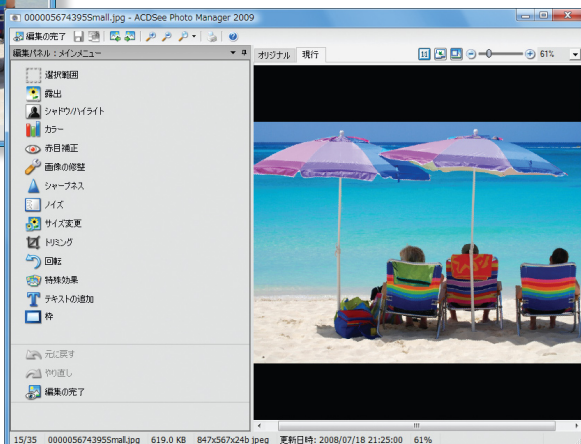 000005674395Small.jpg - ACDSee Photo Manager 2009
編集の完了
編集パネル : メインメニュー
オリジナル 現行
61%
選択範囲
露出
シャドウ/ハイライト
カラー
赤目補正
画像の修整
シャープネス
ノイズ
サイズ変更
トリミング
回転
特殊効果
テキストの追加
枠
元に戻す
やり直し
編集の完了
15/35 000005674395Small.jpg 619.0 KB 847x567x24b jpeg 更新日時: 2008/07/18 21:25:00 61%